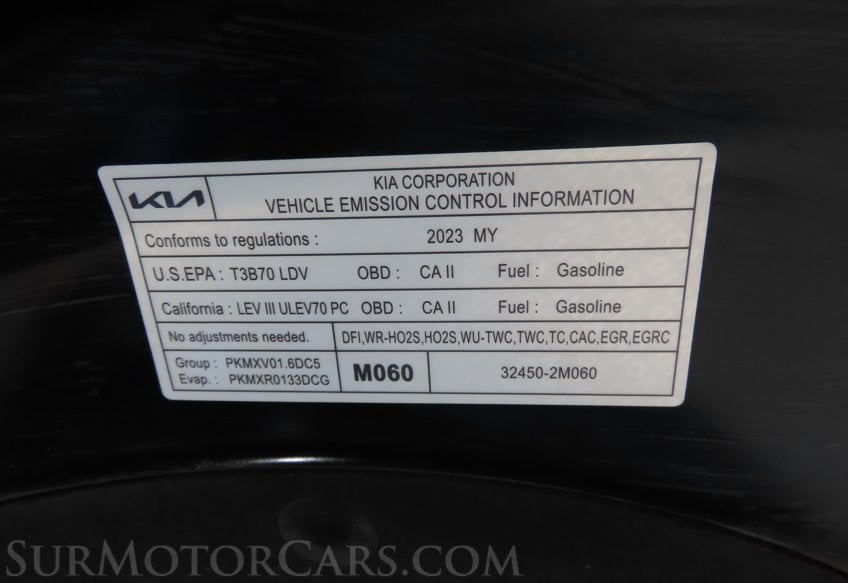 KIA
KIA CORPORATION
VEHICLE EMISSION CONTROL INFORMATION
Conforms to regulations : 2023 MY
U.S.EPA : T3B70 LDV OBD : CA II Fuel : Gasoline
California : LEV III ULEV70 PC OBD : CA II Fuel : Gasoline
No adjustments needed. DFI,WR-HO2S,HO2S,WU-TWC,TWC,TC,CAC,EGR,EGRC
Group : PKMXV01.6DC5
Evap. : PKMXR0133DCG
M060
32450-2M060
SurMotorCars.com